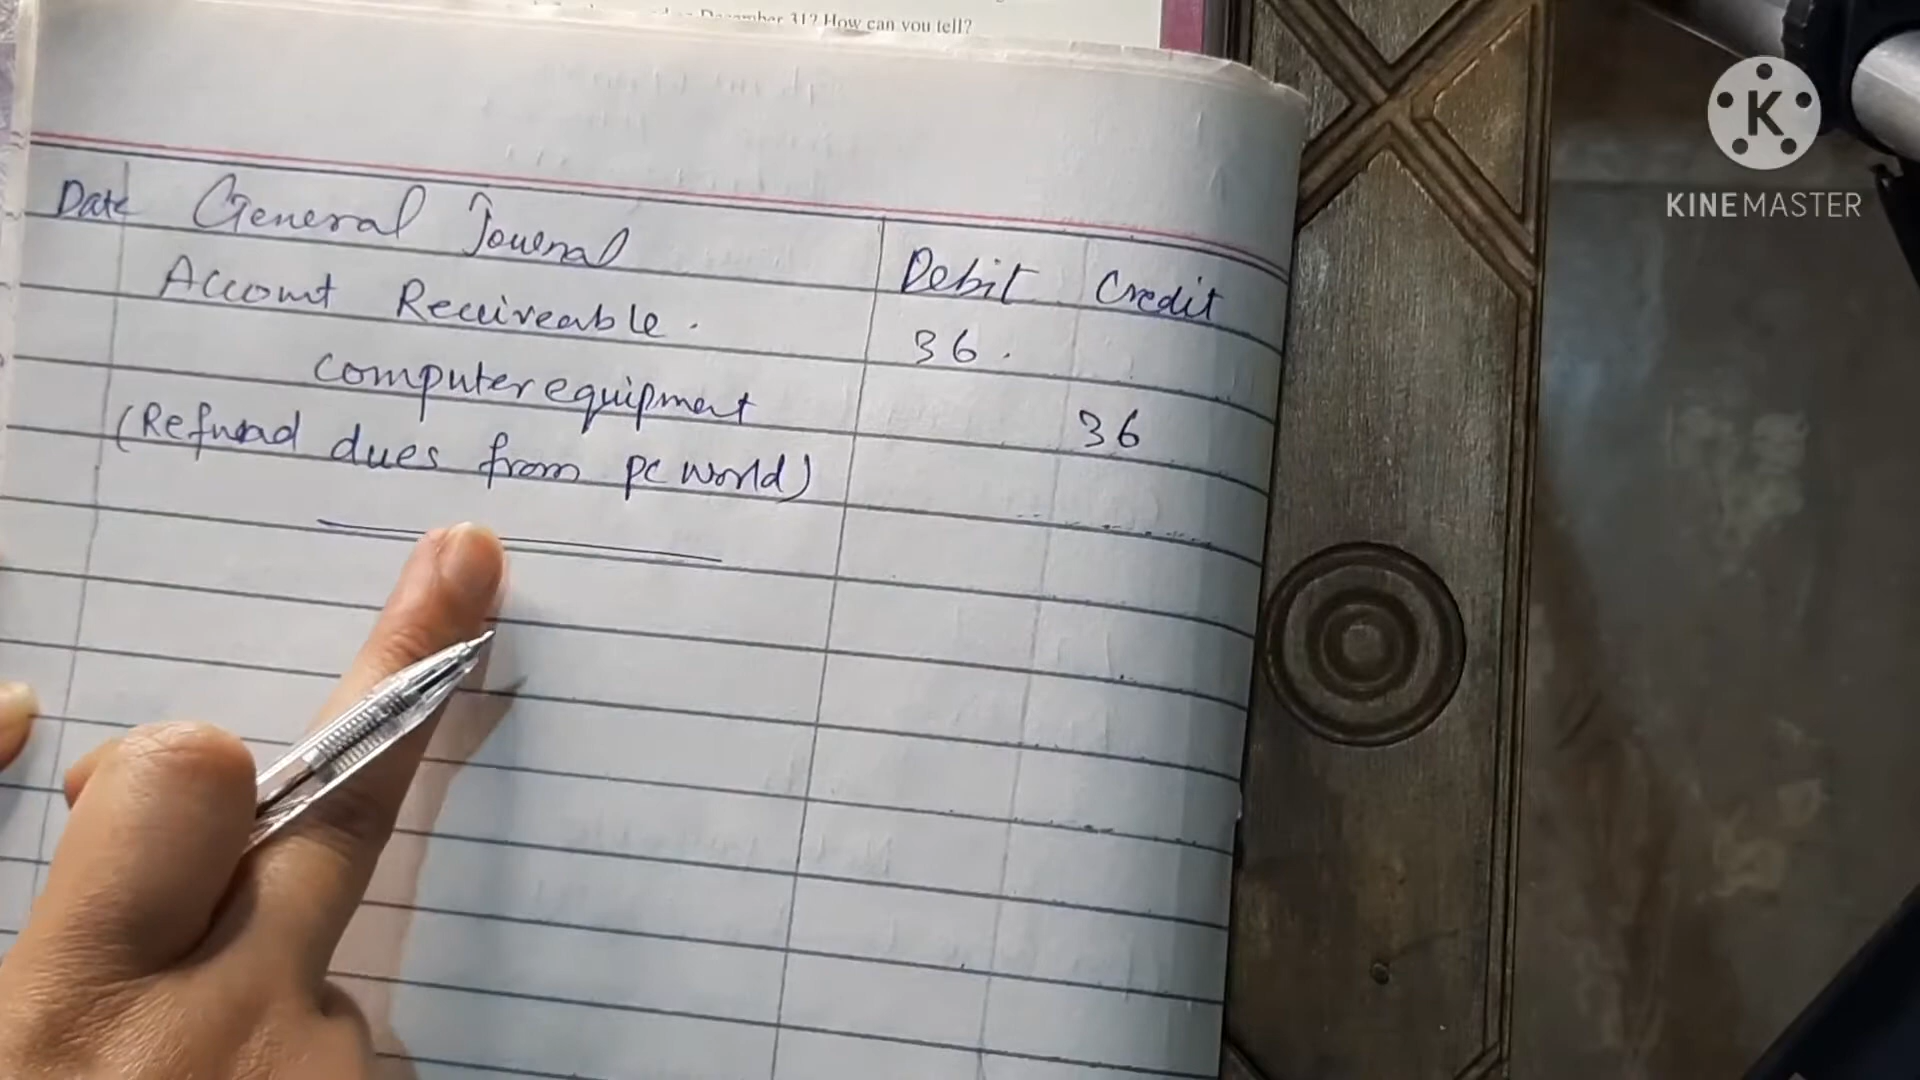 December 31? How can you tell?
K
KINEMASTER
Date General Journal Debit Credit
Account Receiveable . 36 .
computer equipment 36
(Refund dues from pc world)